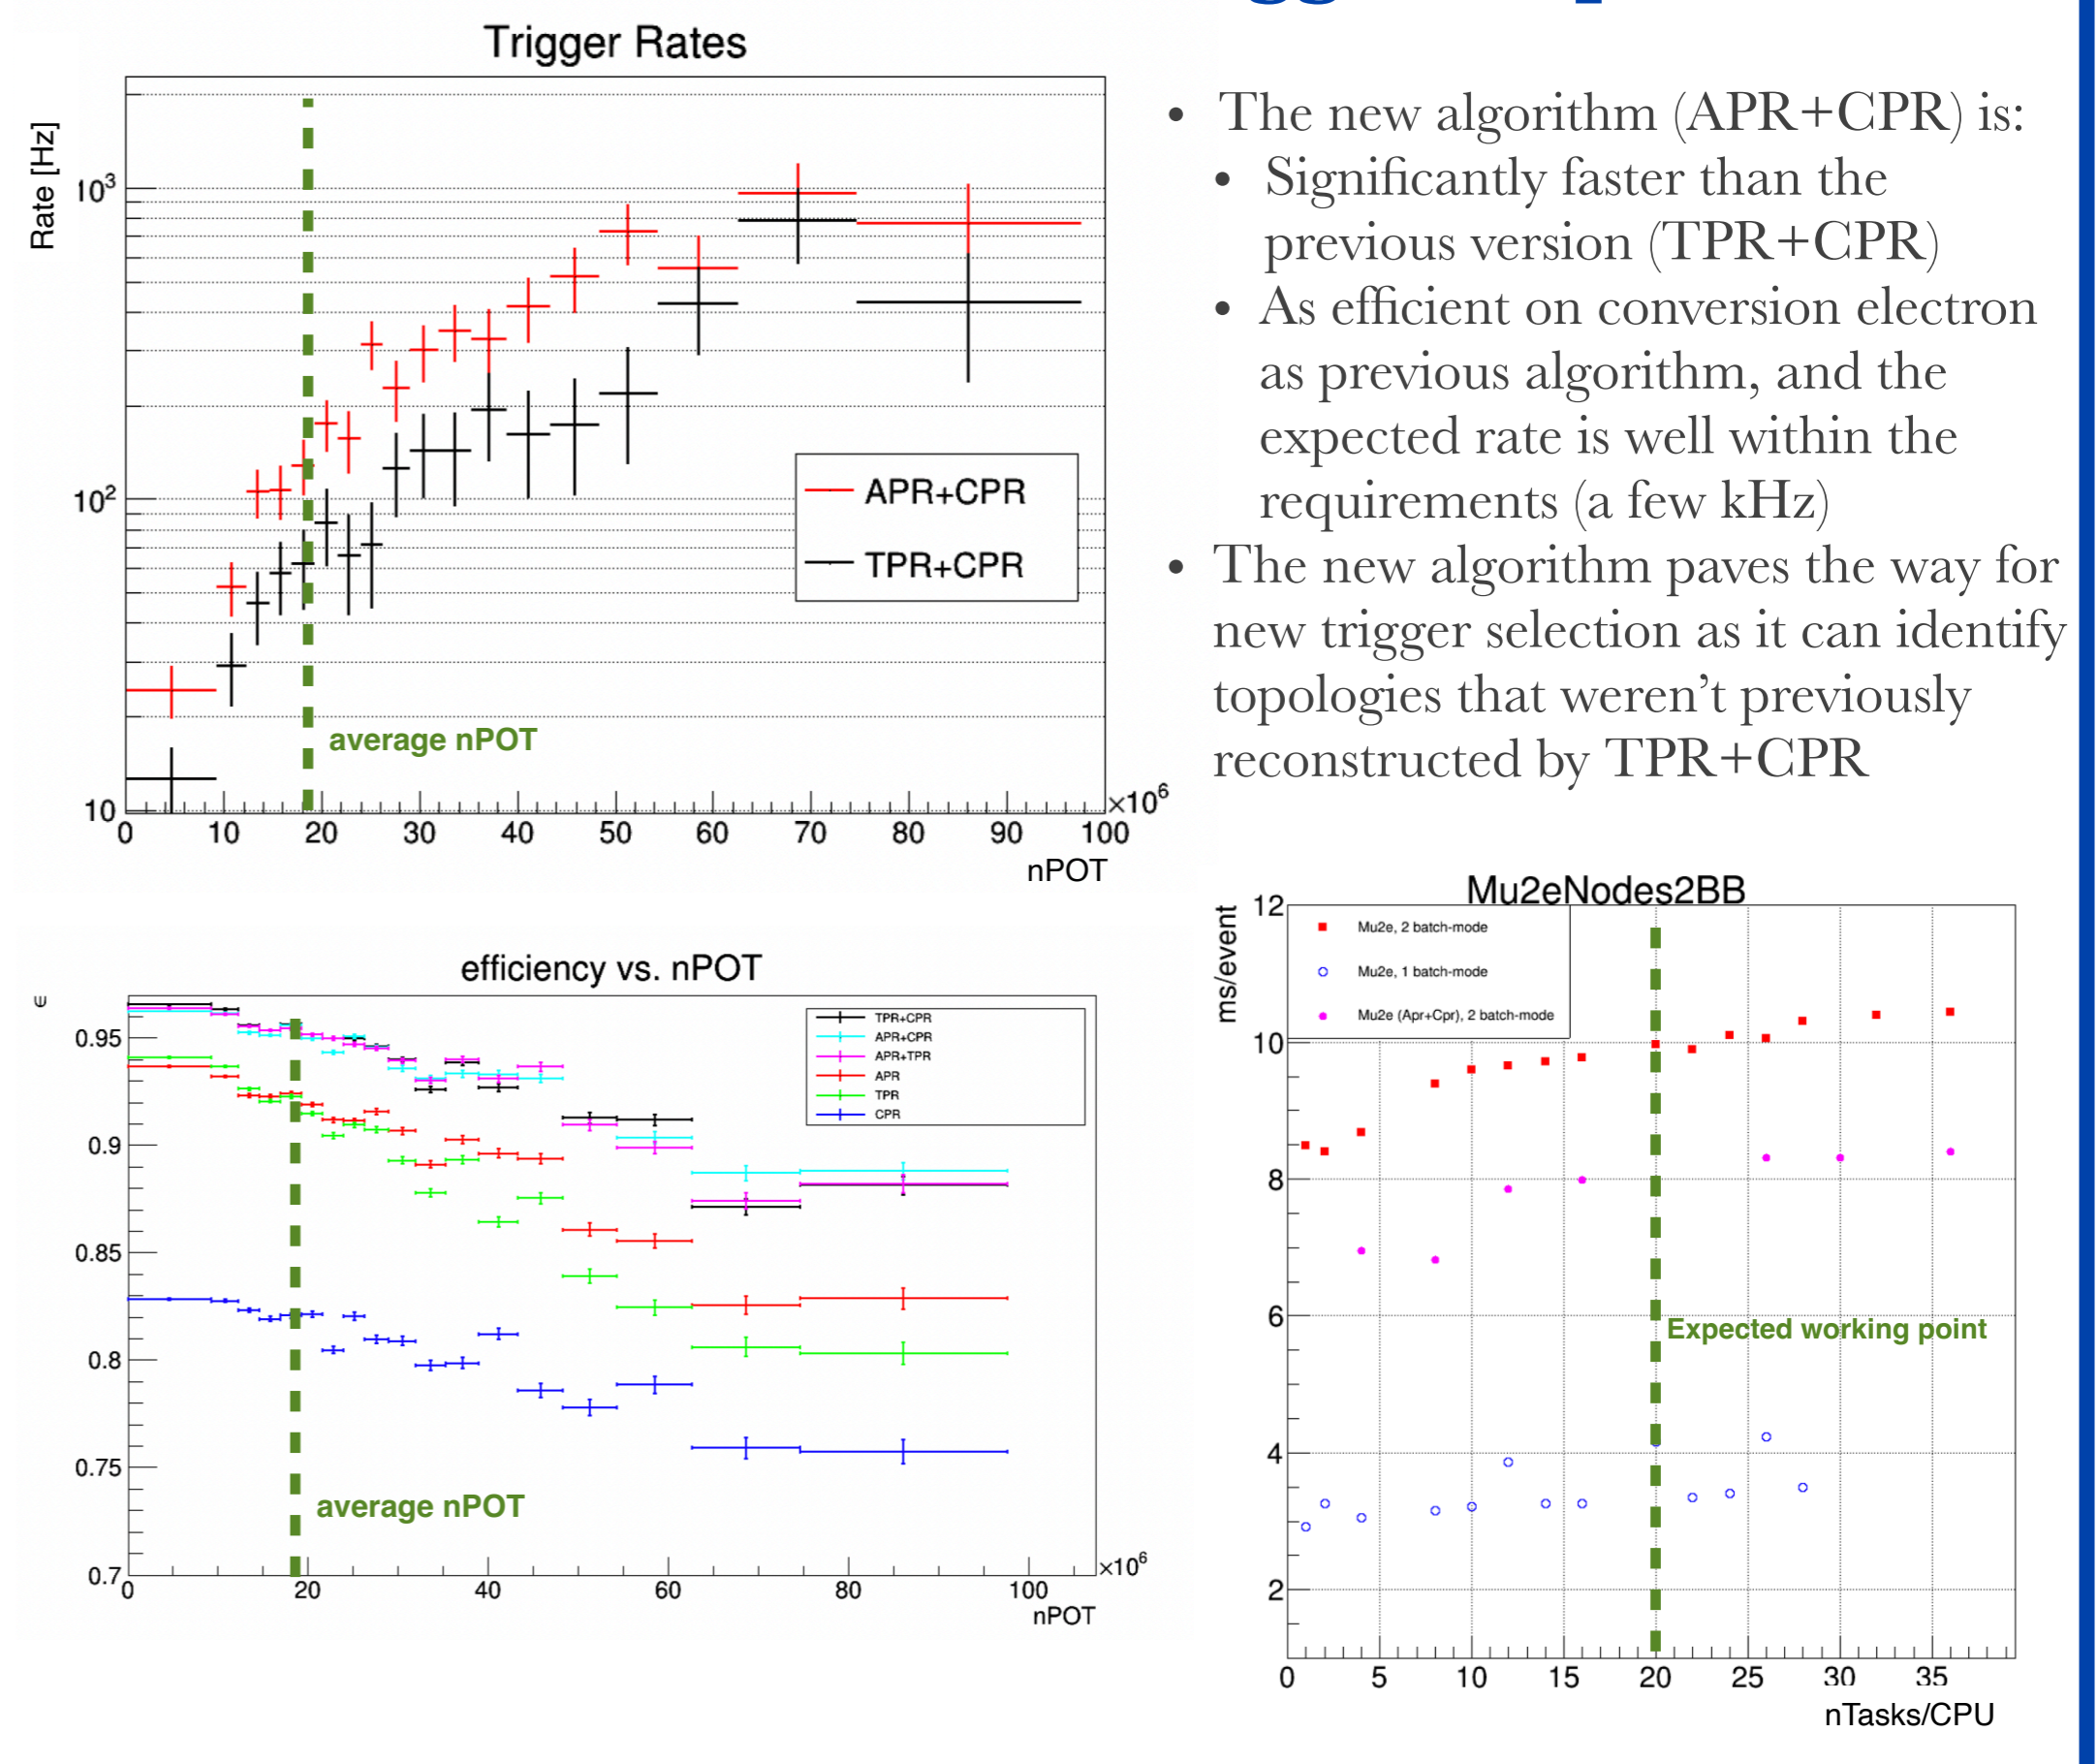 Trigger Rates
Rate [Hz]
10³
10²
10
0 10 20 30 40 50 60 70 80 90 100
×10⁶
nPOT
APR+CPR
TPR+CPR
average nPOT
• The new algorithm (APR+CPR) is:
• Significantly faster than the
previous version (TPR+CPR)
• As efficient on conversion electron
as previous algorithm, and the
expected rate is well within the
requirements (a few kHz)
• The new algorithm paves the way for
new trigger selection as it can identify
topologies that weren’t previously
reconstructed by TPR+CPR
efficiency vs. nPOT
ϵ
0.95
0.9
0.85
0.8
0.75
0.7
0 20 40 60 80 100
×10⁶
nPOT
TPR+CPR
APR+CPR
APR+TPR
APR
TPR
CPR
average nPOT
Mu2eNodes2BB
ms/event
12
10
8
6
4
2
0 5 10 15 20 25 30 35
nTasks/CPU
Mu2e, 2 batch-mode
Mu2e, 1 batch-mode
Mu2e (Apr+Cpr), 2 batch-mode
Expected working point